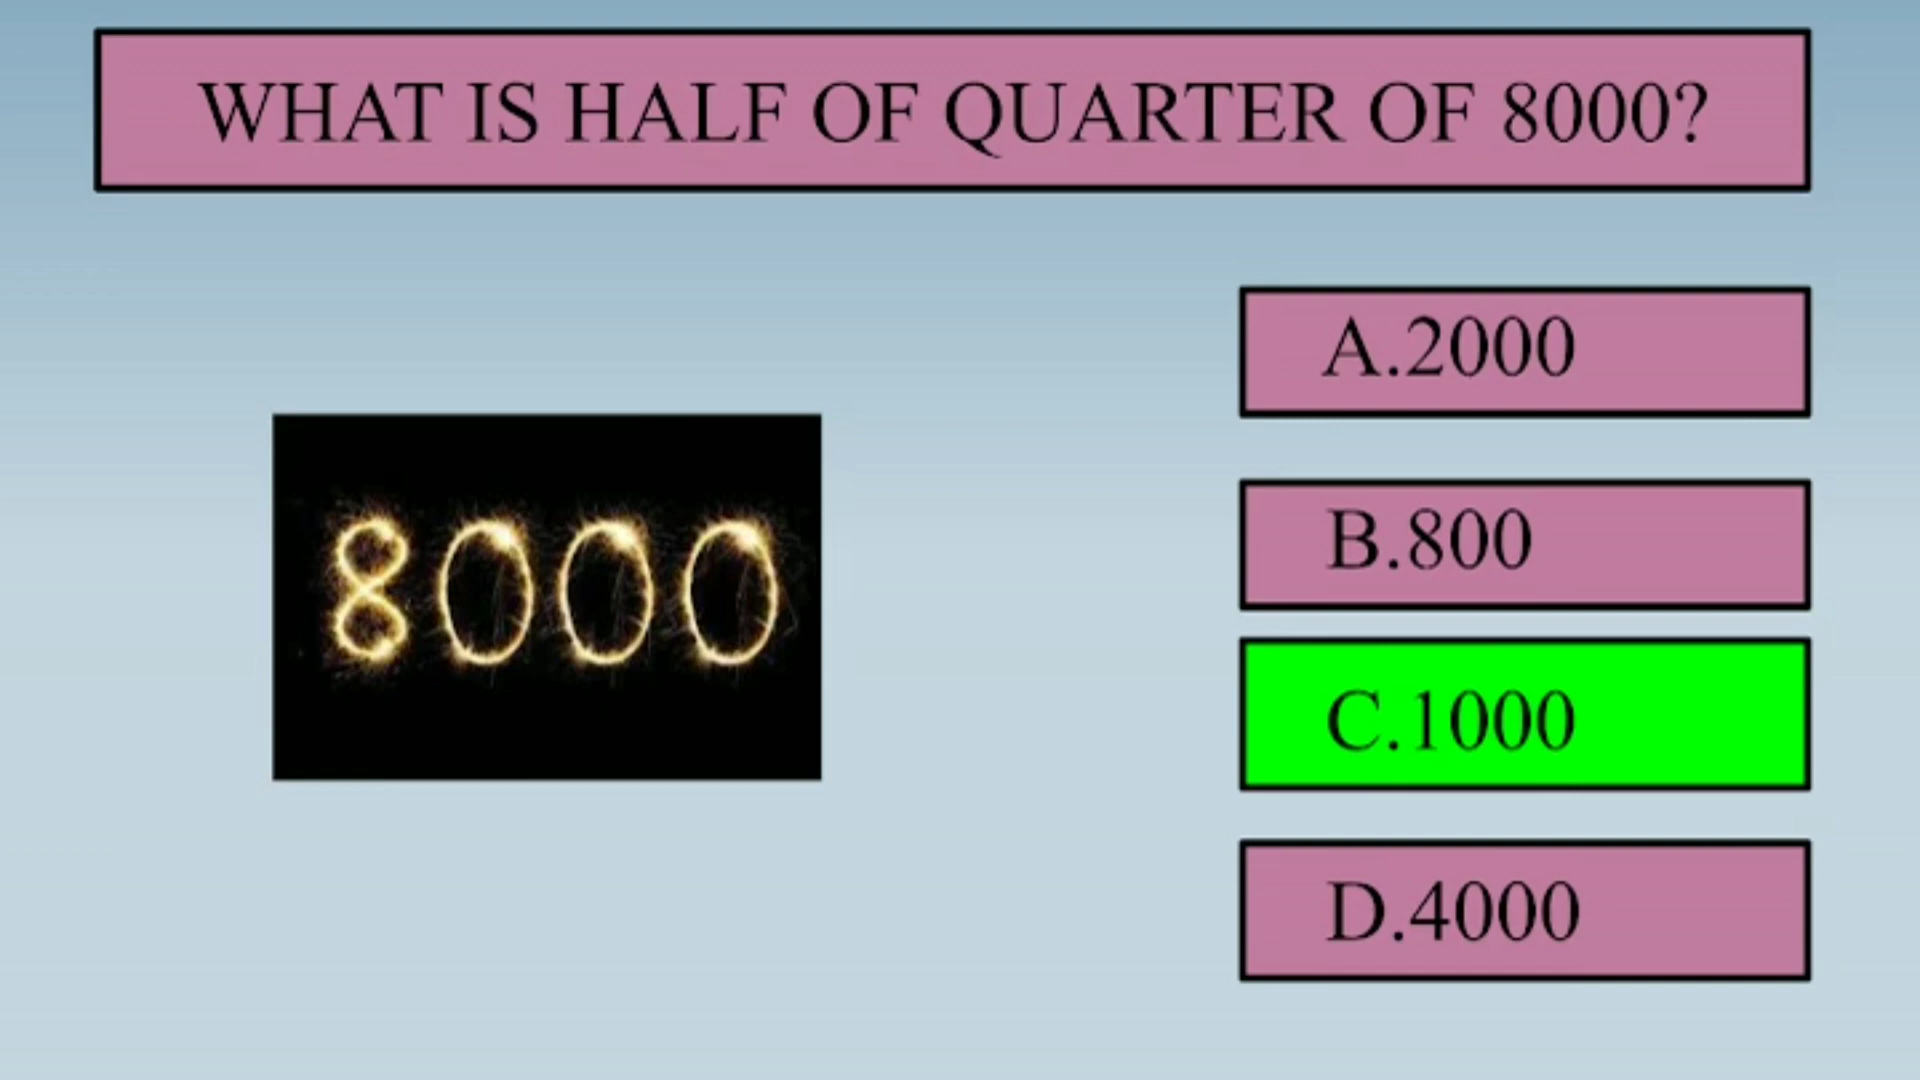 WHAT IS HALF OF QUARTER OF 8000?
A.2000
8000
B.800
C.1000
D.4000